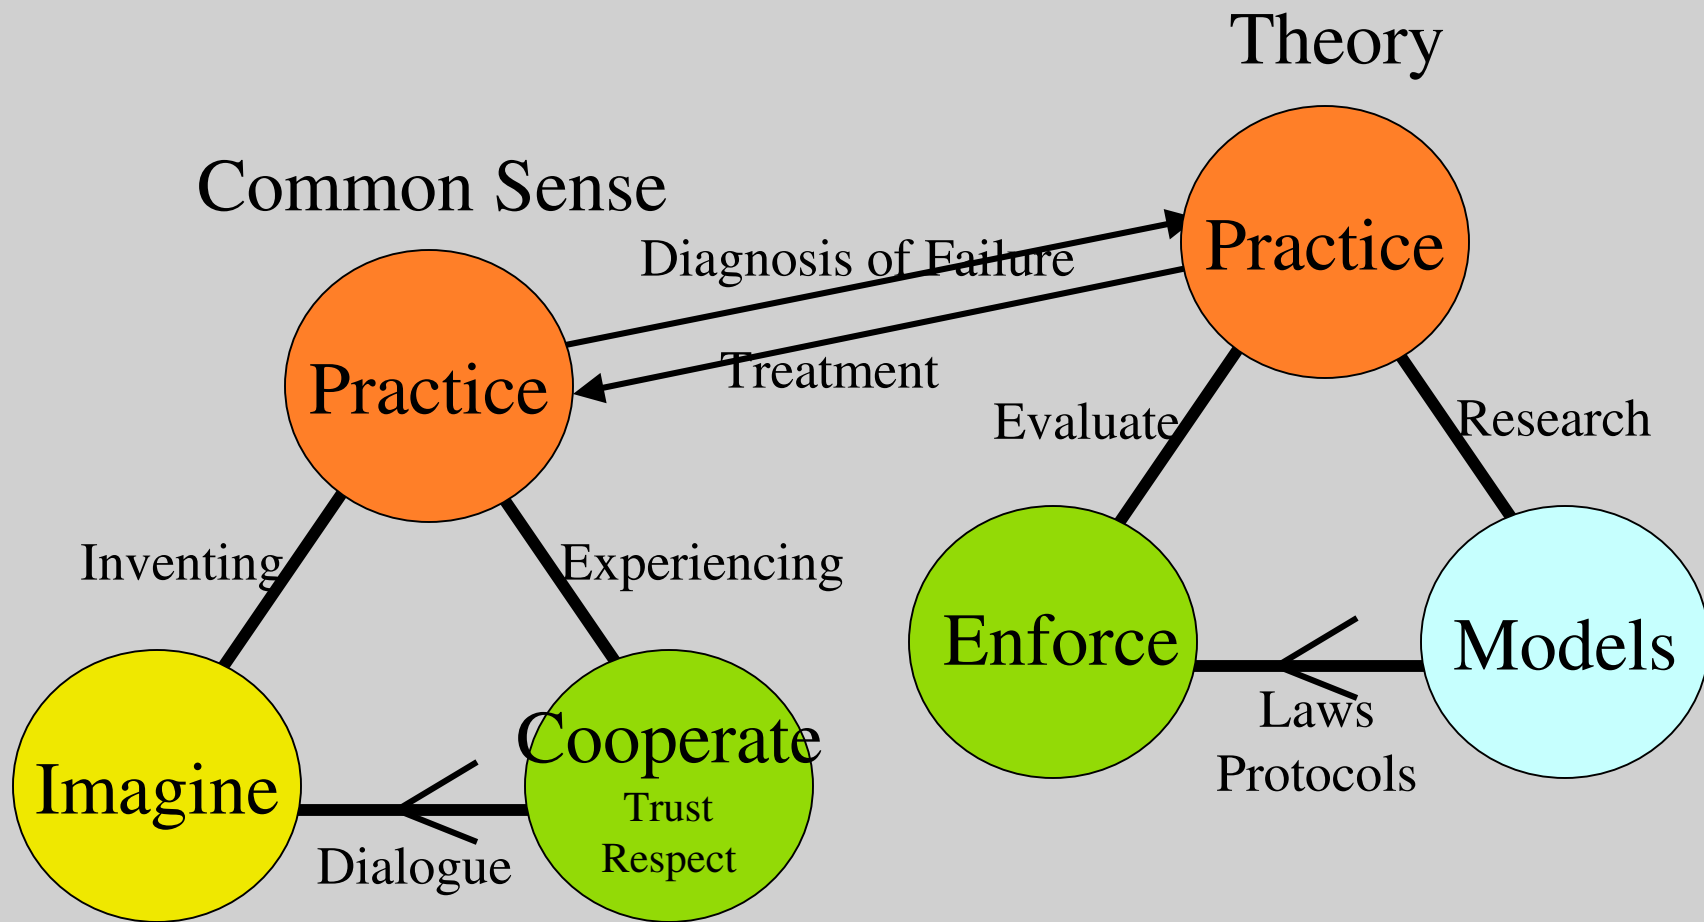 Theory
Common Sense
Practice
Diagnosis of Failure
Practice
Treatment
Evaluate
Research
Inventing
Experiencing
Enforce
Models
Laws
Protocols
Cooperate
Imagine
Trust
Respect
Dialogue